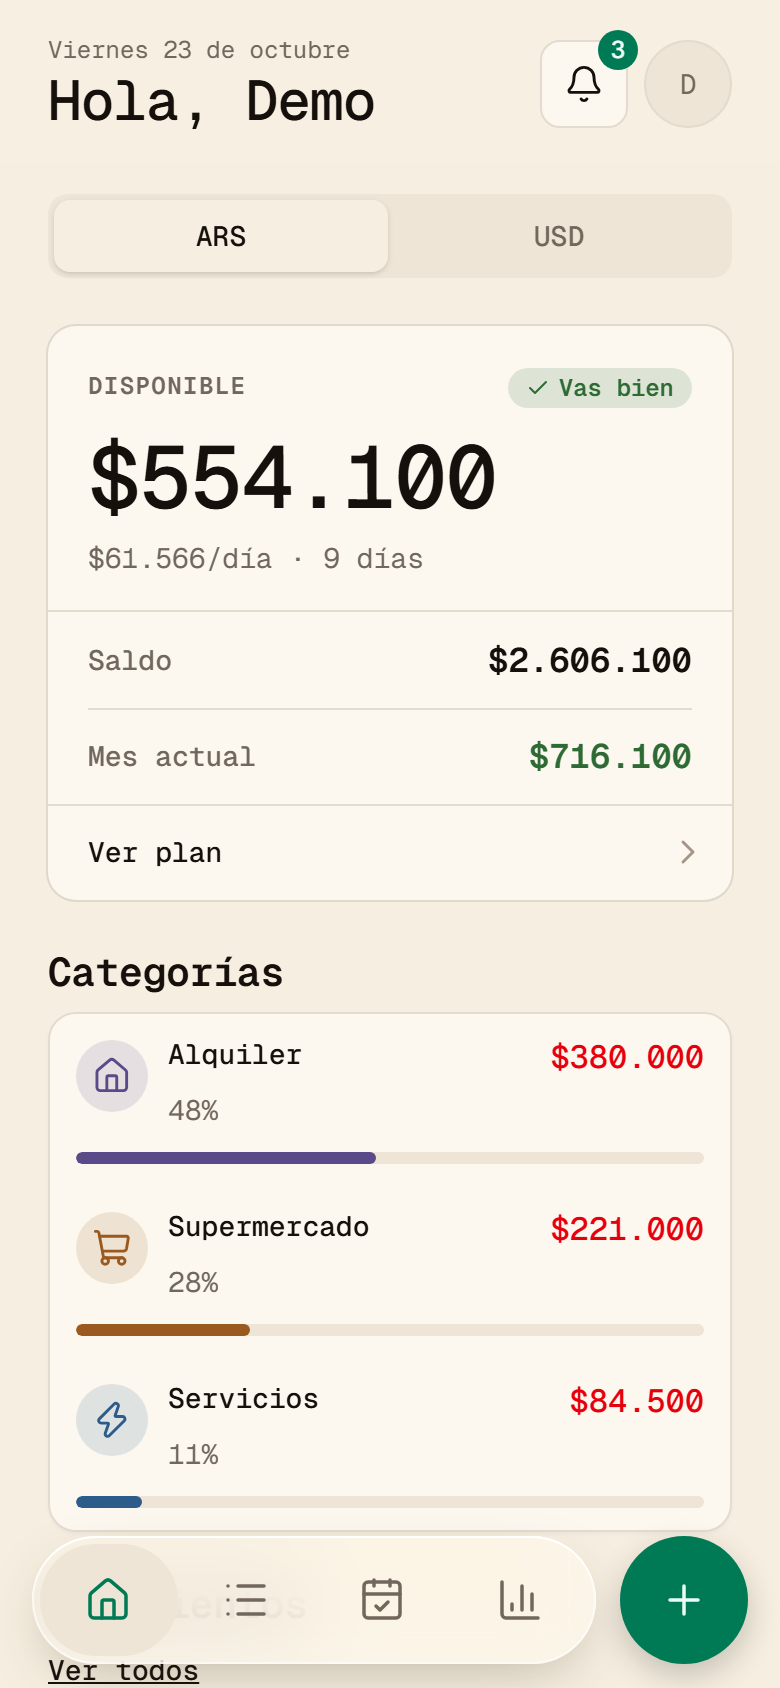 Viernes 23 de octubre
Hola, Demo
3
D
ARS
USD
DISPONIBLE
Vas bien
$554.100
$61.566/día · 9 días
Saldo
$2.606.100
Mes actual
$716.100
Ver plan
Categorías
Alquiler
$380.000
48%
Supermercado
$221.000
28%
Servicios
$84.500
11%
Ver todos